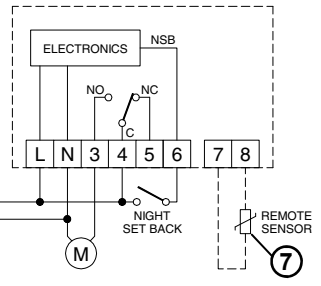 ELECTRONICS
NSB
NO
NC
C
L N 3 4 5 6 7 8
NIGHT
SET BACK
REMOTE
SENSOR
M
7